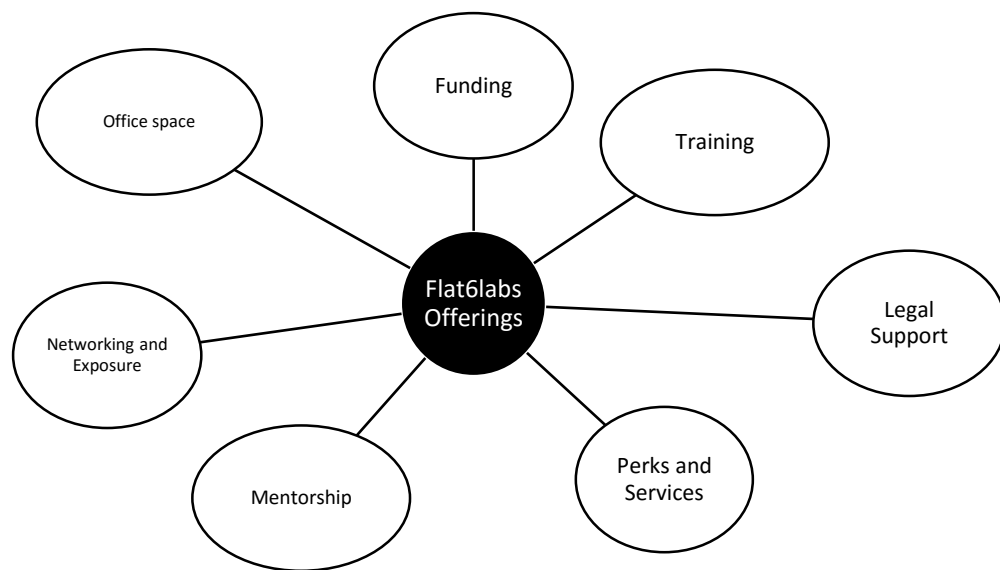 Funding
Office space
Training
Flat6labs
Offerings
Legal
Support
Networking and
Exposure
Perks and
Services
Mentorship